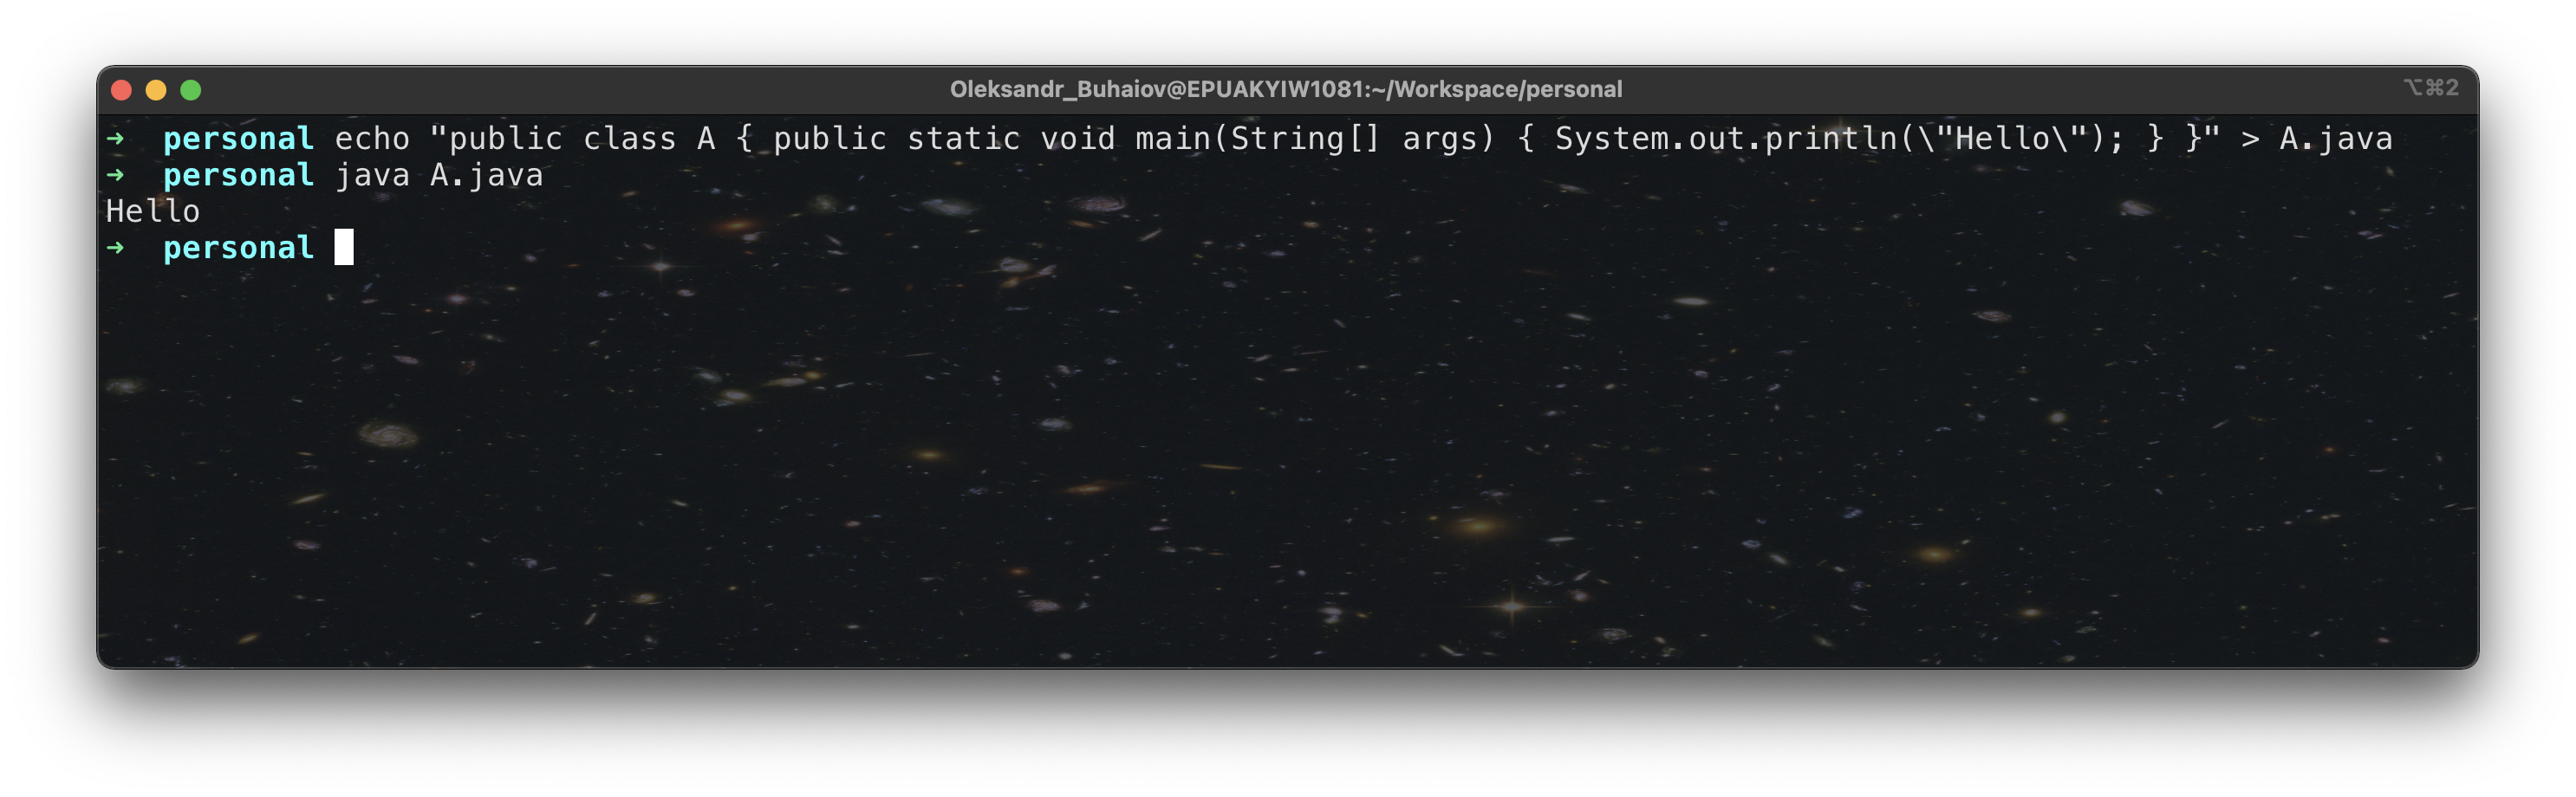 Oleksandr_Buhaiov@EPUAKYIW1081:~/Workspace/personal ⌥⌘2
➜ personal echo "public class A { public static void main(String[] args) { System.out.println(\"Hello\"); } }" > A.java
➜ personal java A.java
Hello
➜ personal